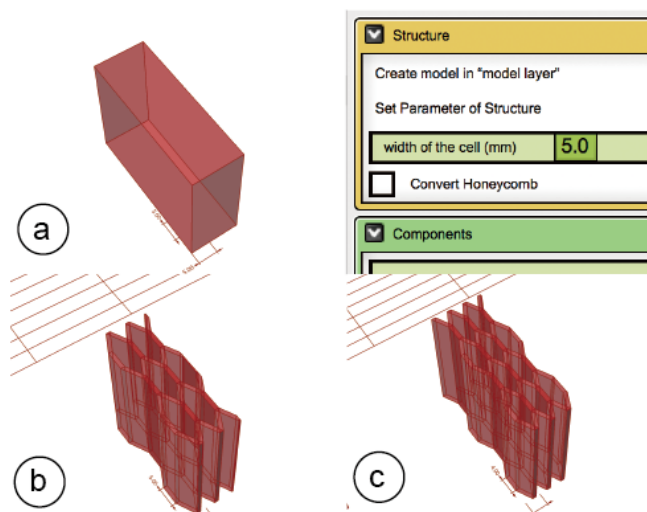 Structure
Create model in "model layer"
Set Parameter of Structure
width of the cell (mm) 5.0
Convert Honeycomb
Components
a
b
c